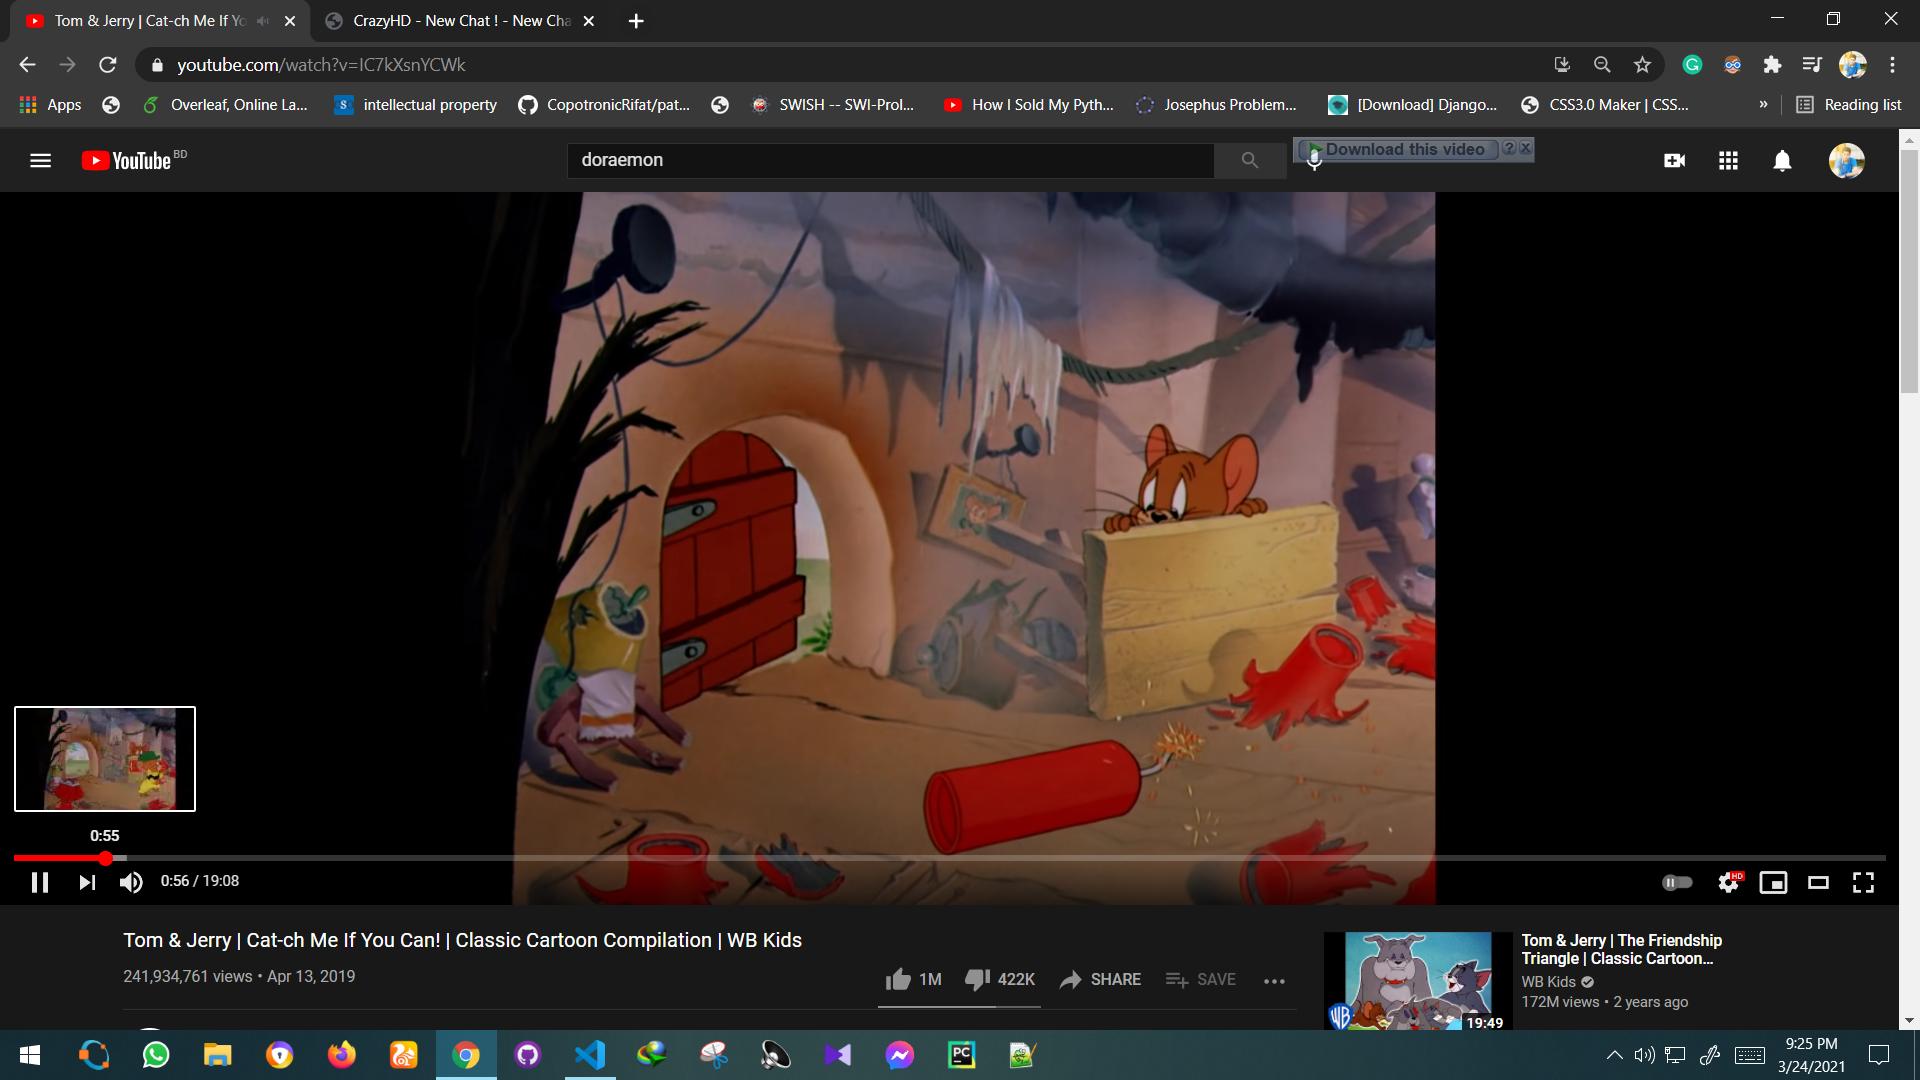 Tom & Jerry | Cat-ch Me If Yo
CrazyHD - New Chat ! - New Cha
youtube.com/watch?v=IC7kXsnYCWk
Apps
Overleaf, Online La...
S
intellectual property
CopotronicRifat/pat...
SWISH -- SWI-Prol...
How I Sold My Pyth...
Josephus Problem...
[Download] Django...
CSS3.0 Maker | CSS...
»
Reading list
YouTube BD
doraemon
Download this video
?
0:55
0:56 / 19:08
HD
Tom & Jerry | Cat-ch Me If You Can! | Classic Cartoon Compilation | WB Kids
241,934,761 views • Apr 13, 2019
1M
422K
SHARE
SAVE
WB
19:49
Tom & Jerry | The Friendship
Triangle | Classic Cartoon...
WB Kids
172M views • 2 years ago
PC
9:25 PM
3/24/2021